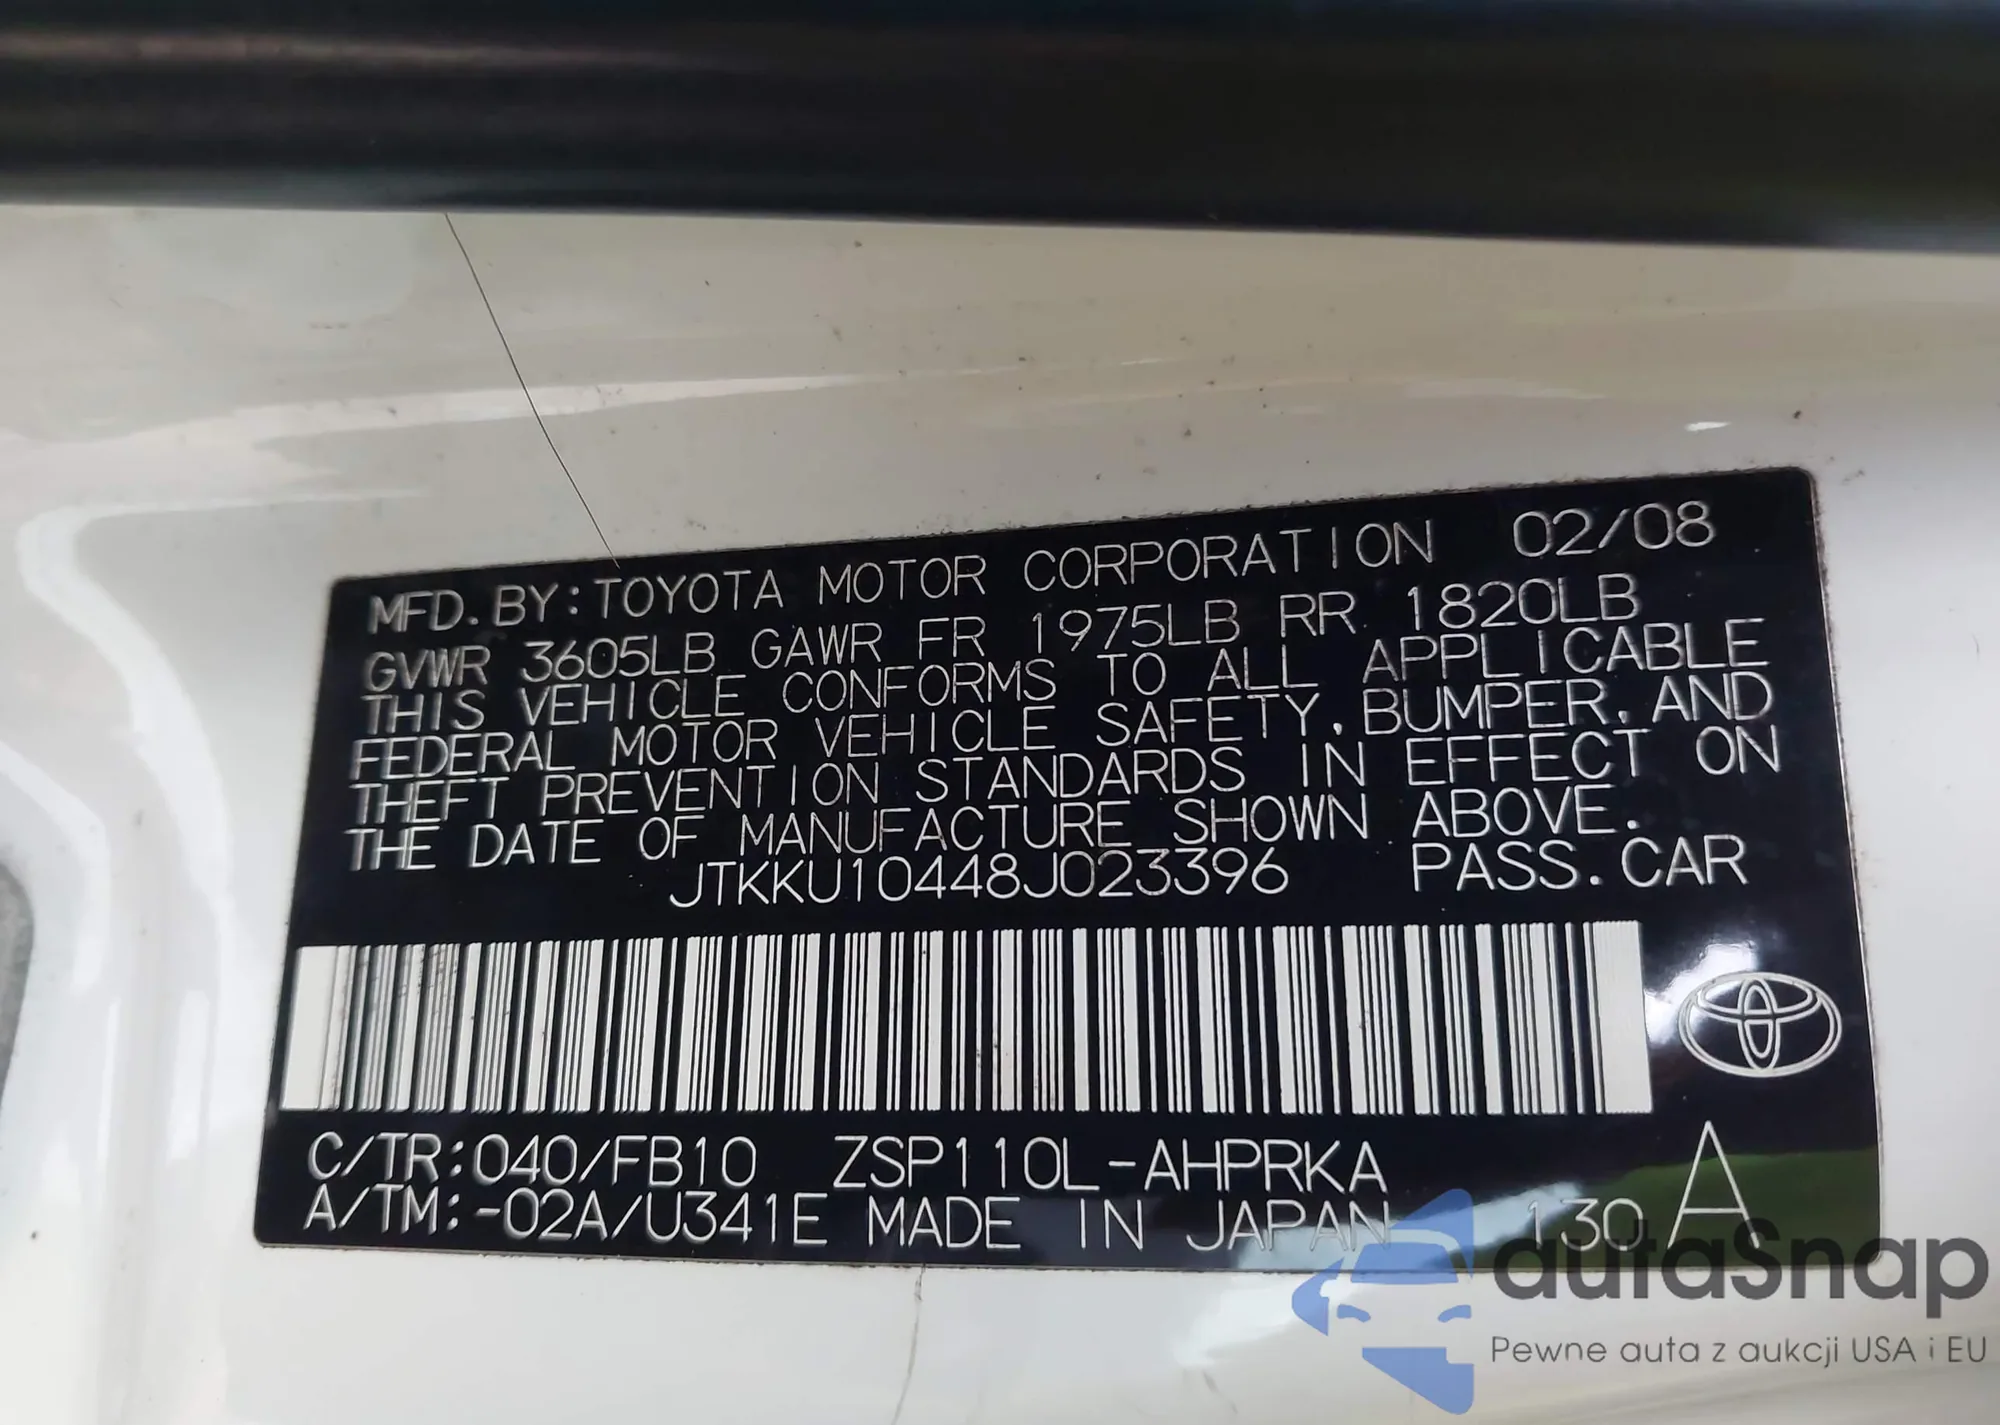 MFD. BY: TOYOTA MOTOR CORPORATION 02/08
GVWR 3605LB GAWR FR 1975LB RR 1820LB
THIS VEHICLE CONFORMS TO ALL APPLICABLE
FEDERAL MOTOR VEHICLE SAFETY, BUMPER, AND
THEFT PREVENTION STANDARDS IN EFFECT ON
THE DATE OF MANUFACTURE SHOWN ABOVE.
JTKKU10448J023396 PASS. CAR
C/TR: 040/FB10 ZSP110L-AHPRKA
A/TM: -02A/U341E MADE IN JAPAN 130 A
autaSnap
Pewne auta z aukcji USA i EU